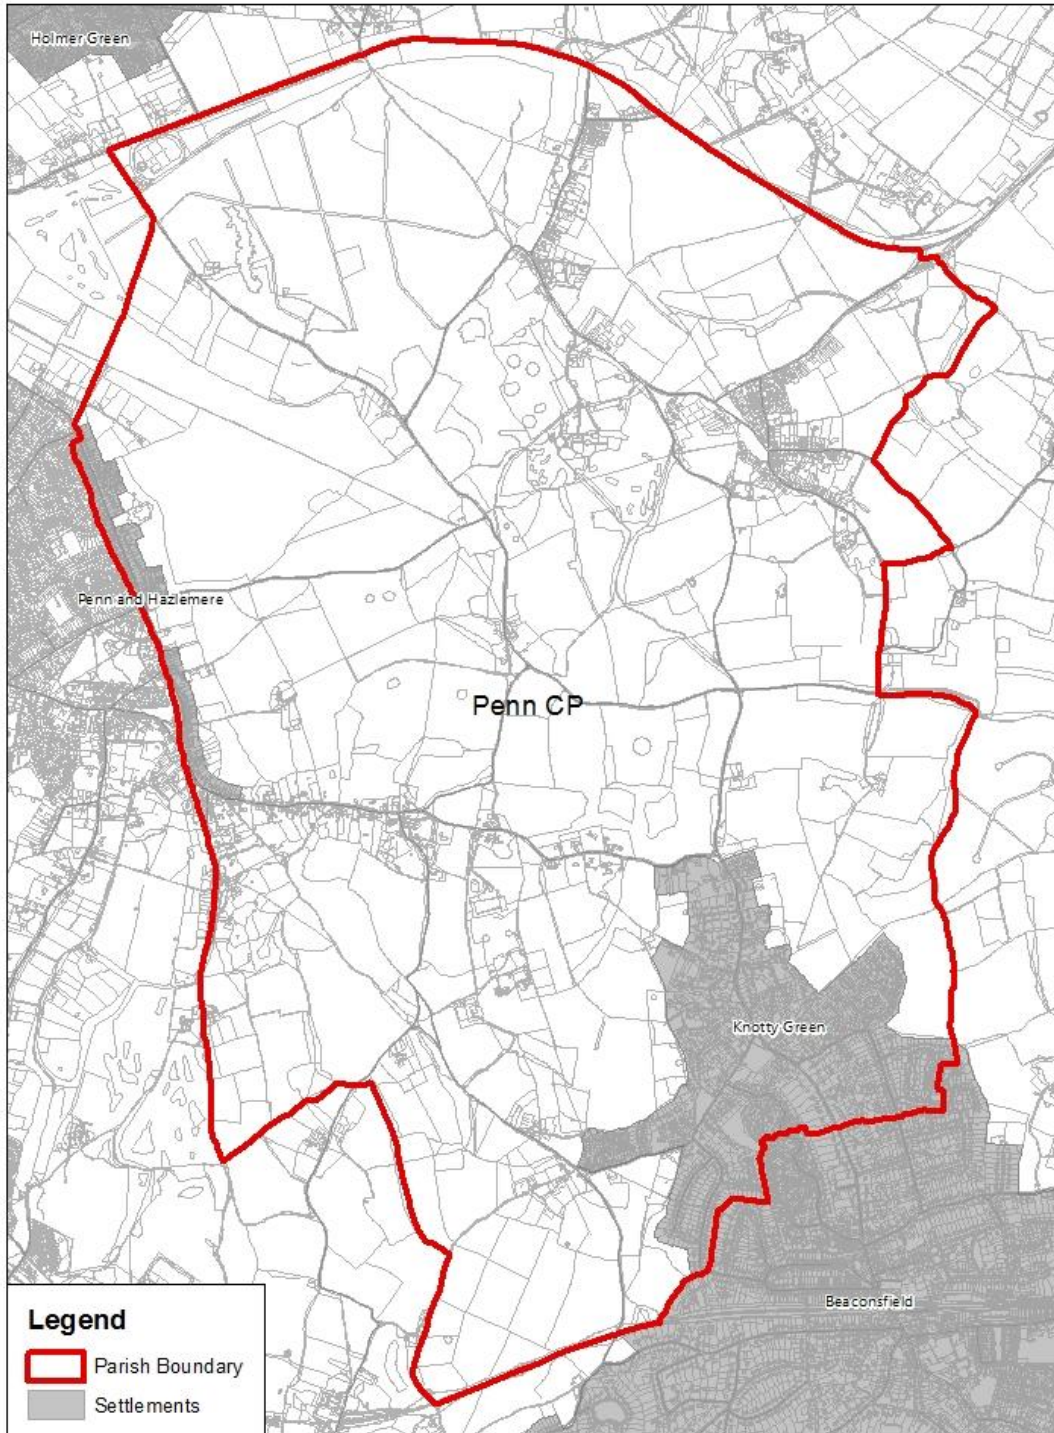 Holmer Green
Penn and Hazlemere
Penn CP
Knotty Green
Beaconsfield
Legend
Parish Boundary
Settlements